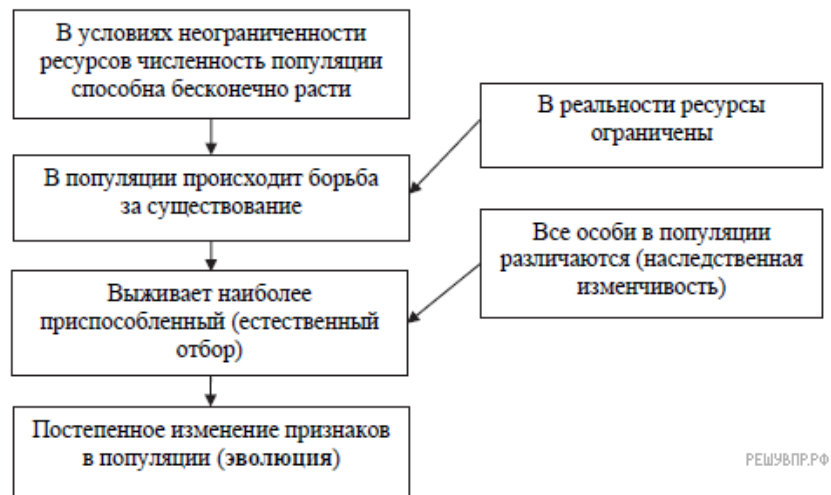 В условиях неограниченности
ресурсов численность популяции
способна бесконечно расти
В реальности ресурсы
ограничены
В популяции происходит борьба
за существование
Все особи в популяции
различаются (наследственная
изменчивость)
Выживает наиболее
приспособленный (естественный
отбор)
Постепенное изменение признаков
в популяции (эволюция)
РЕШУВПР.РФ